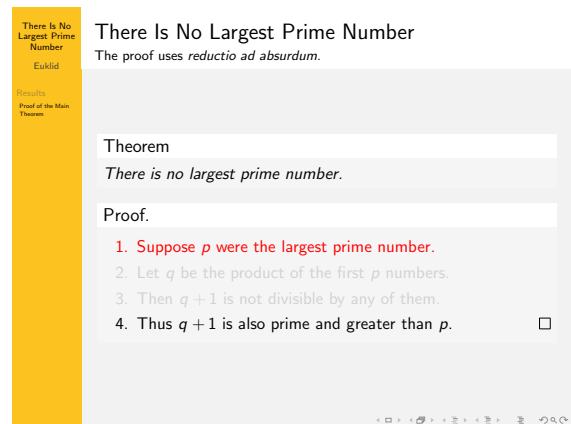 There Is No
Largest Prime
Number
Euklid
Results
Proof of the Main
Theorem
There Is No Largest Prime Number
The proof uses reductio ad absurdum.
Theorem
There is no largest prime number.
Proof.
1. Suppose p were the largest prime number.
2. Let q be the product of the first p numbers.
3. Then q + 1 is not divisible by any of them.
4. Thus q + 1 is also prime and greater than p. □